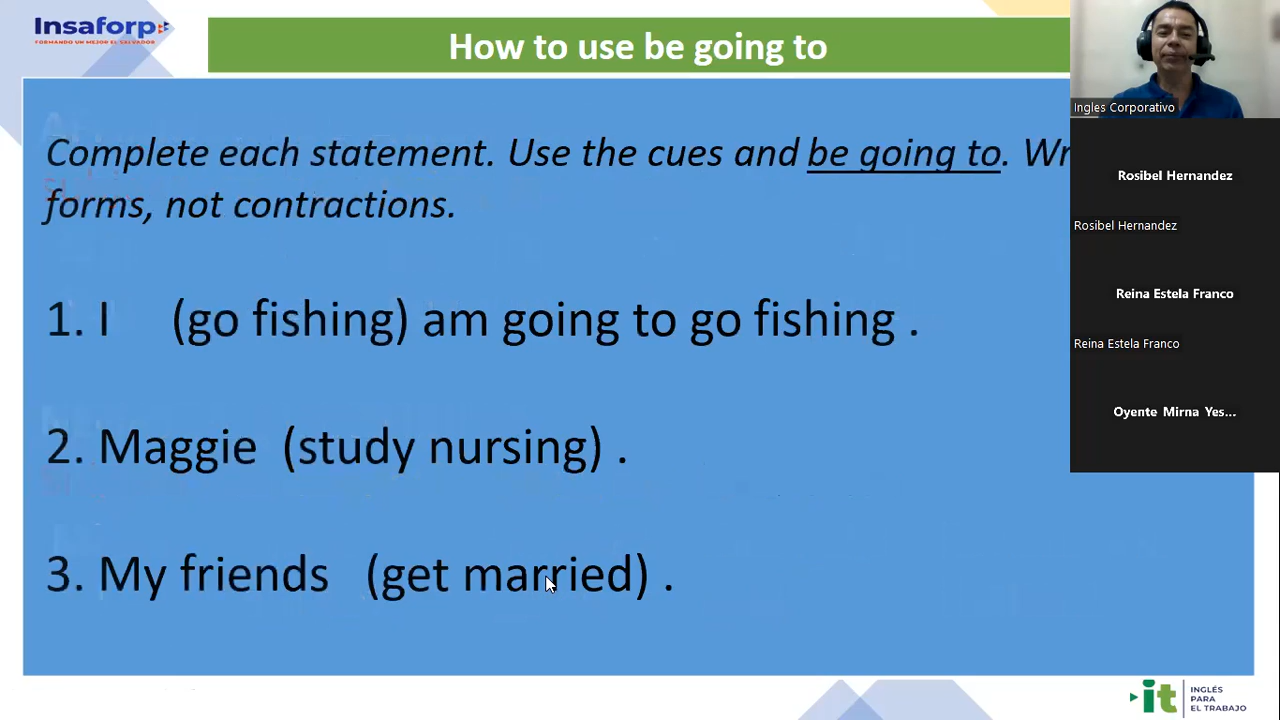 Insaforp
FORMANDO UN MEJOR EL SALVADOR
How to use be going to
Complete each statement. Use the cues and be going to. Wr
forms, not contractions.
1. I (go fishing) am going to go fishing .
2. Maggie (study nursing) .
3. My friends (get married) .
Ingles Corporativo
Rosibel Hernandez
Rosibel Hernandez
Reina Estela Franco
Reina Estela Franco
Oyente Mirna Yes...
it
INGLÉS
PARA
EL TRABAJO